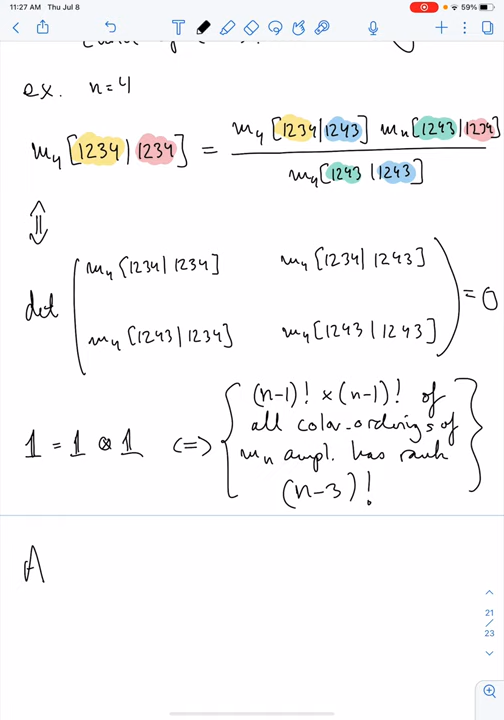 11:27 AM Thu Jul 8
59%
ex. n=4
m₄[1234|1234] = m₄[1234|1243] m₄[1243|1234]
m₄[1243|1243]
⇕
det ( m₄[1234|1234] m₄[1234|1243]
m₄[1243|1234] m₄[1243|1243] ) = 0
𝟙 = 𝟙 ⊗ 𝟙 <=> { (n-1)! × (n-1)! of
all color-orderings of
mₙ ampl. has rank
(n-3)! }
A
21
/
23